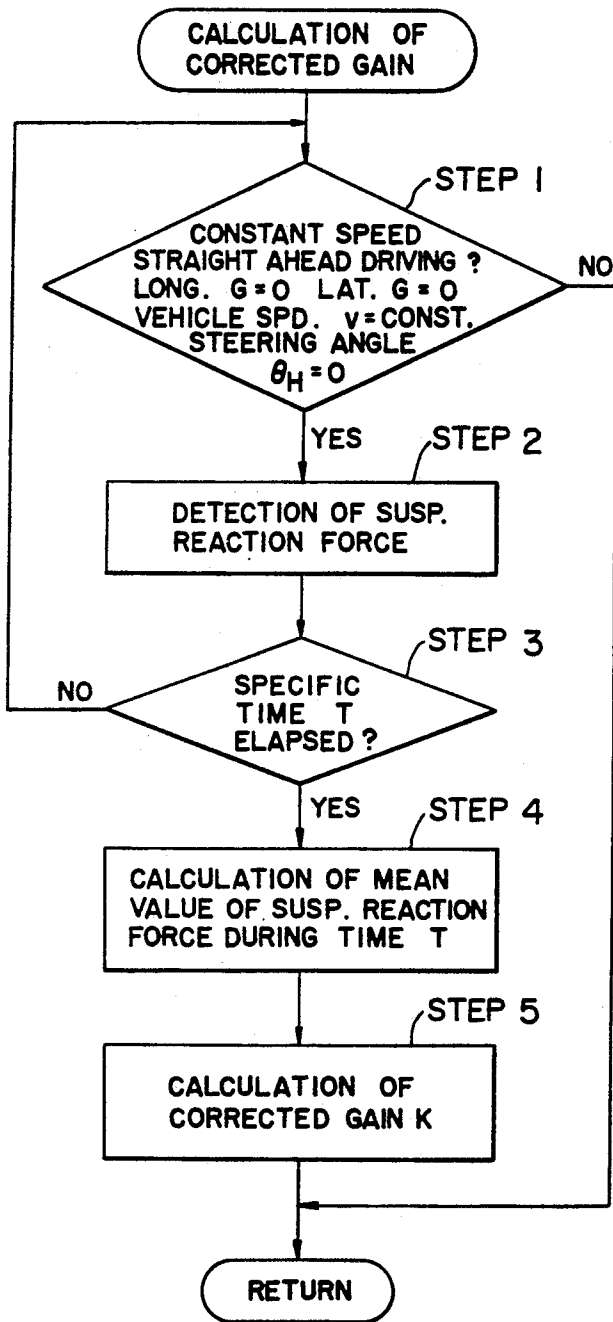 CALCULATION OF
CORRECTED GAIN
STEP 1
CONSTANT SPEED
STRAIGHT AHEAD DRIVING ?
LONG. G = 0 LAT. G = 0
VEHICLE SPD. v = CONST.
STEERING ANGLE
θH = 0
NO
YES
STEP 2
DETECTION OF SUSP.
REACTION FORCE
STEP 3
NO
SPECIFIC
TIME T
ELAPSED ?
YES
STEP 4
CALCULATION OF MEAN
VALUE OF SUSP. REACTION
FORCE DURING TIME T
STEP 5
CALCULATION OF
CORRECTED GAIN K
RETURN